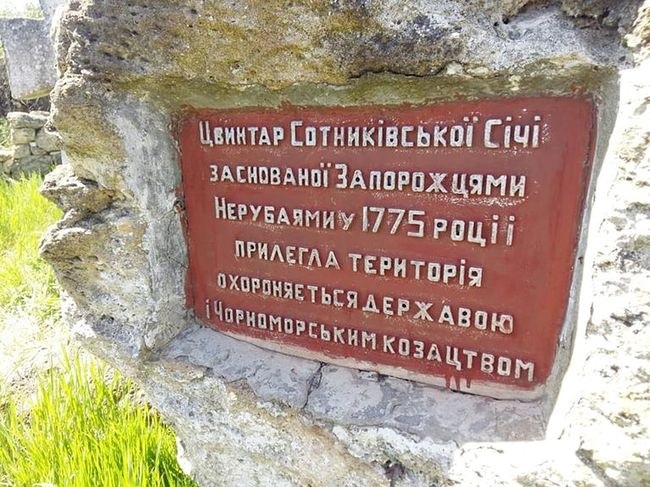 Цвинтар Сотниківської Січі
заснованої Запорожцями
Нерубаями у 1775 році і
прилегла територія
охороняється державою
і Чорноморським козацтвом